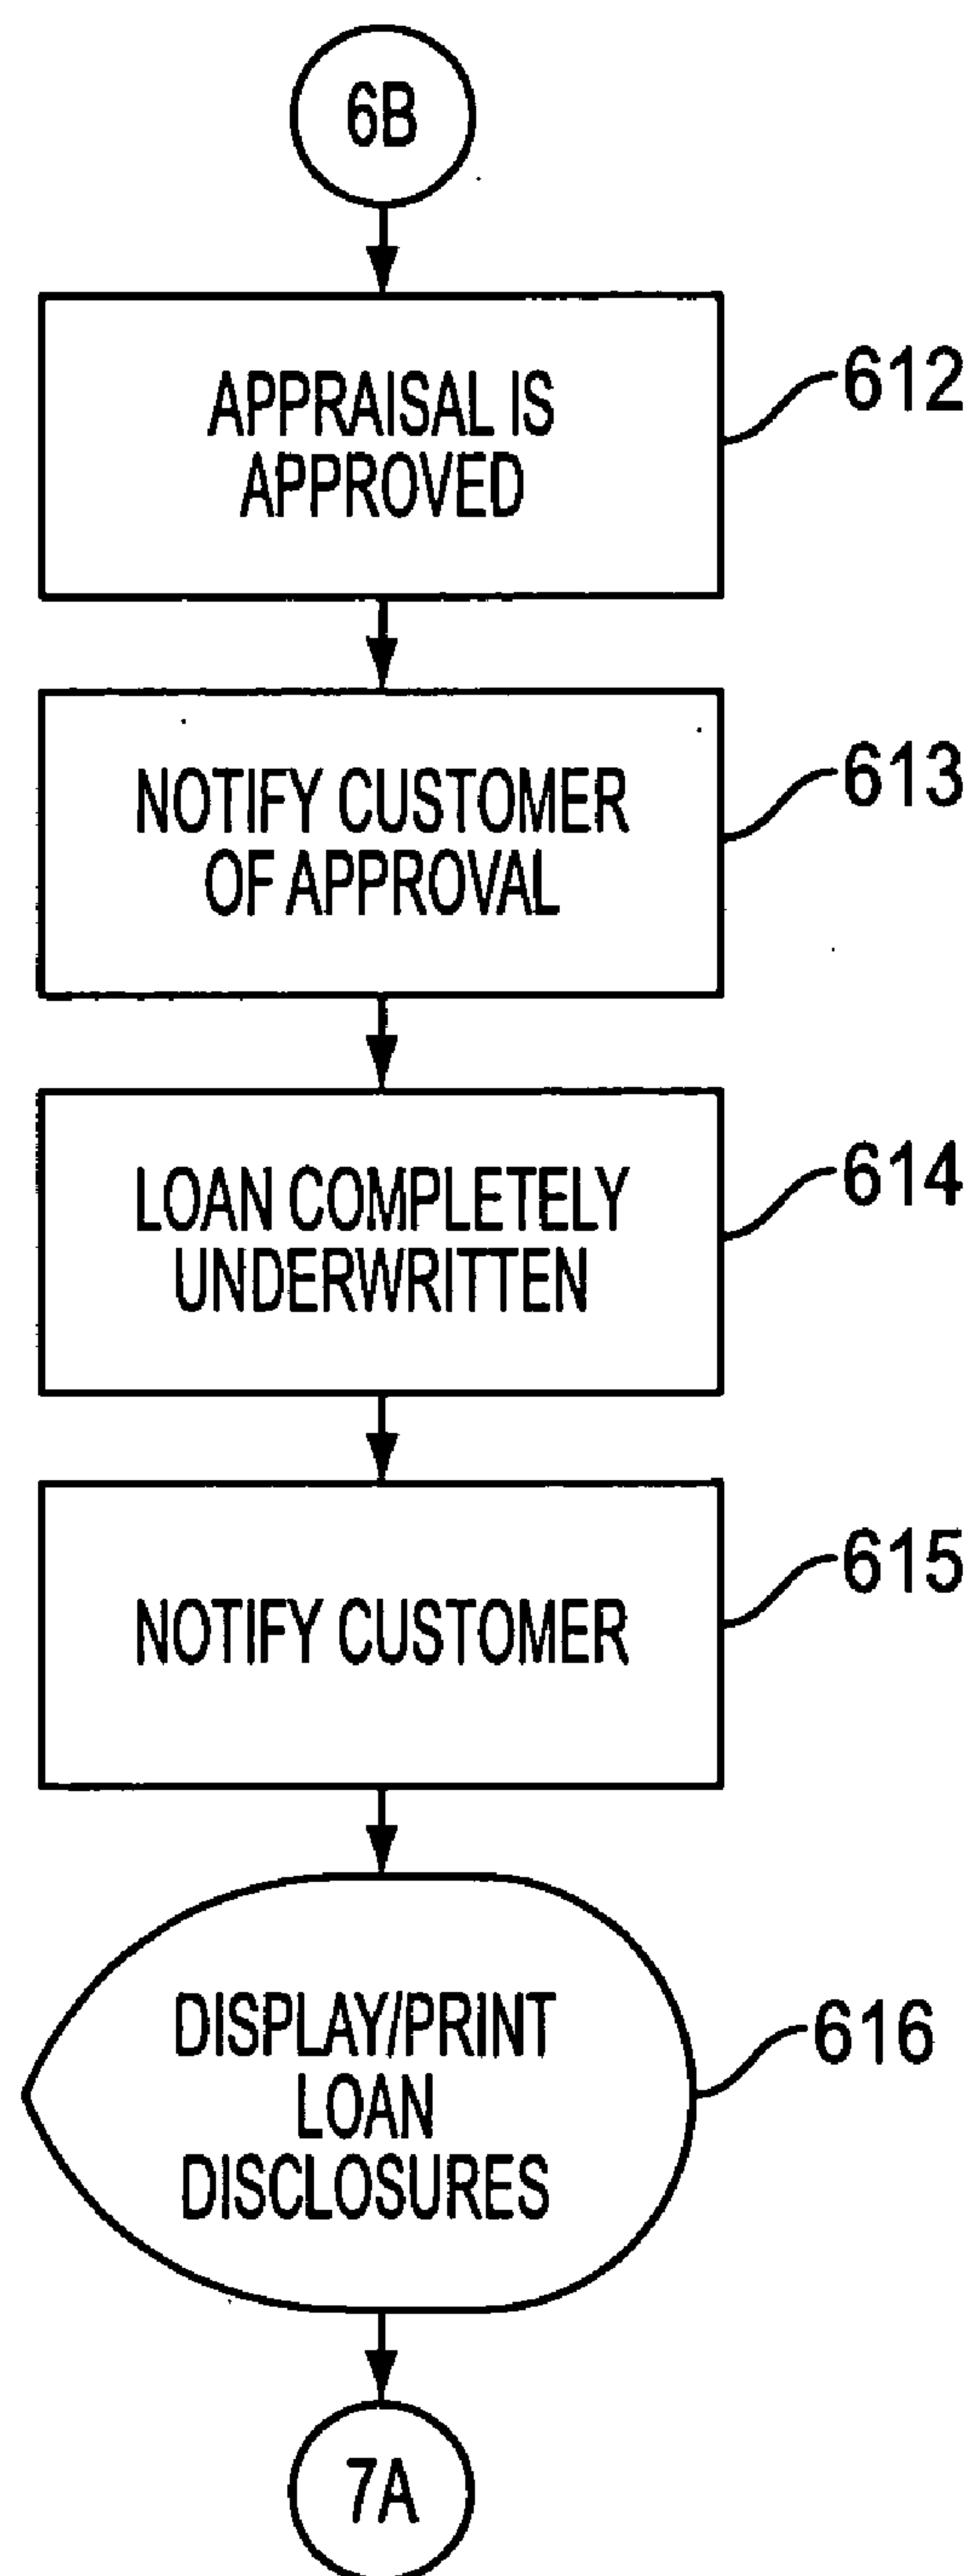 6B
APPRAISAL IS
APPROVED
612
NOTIFY CUSTOMER
OF APPROVAL
613
LOAN COMPLETELY
UNDERWRITTEN
614
NOTIFY CUSTOMER
615
DISPLAY/PRINT
LOAN
DISCLOSURES
616
7A